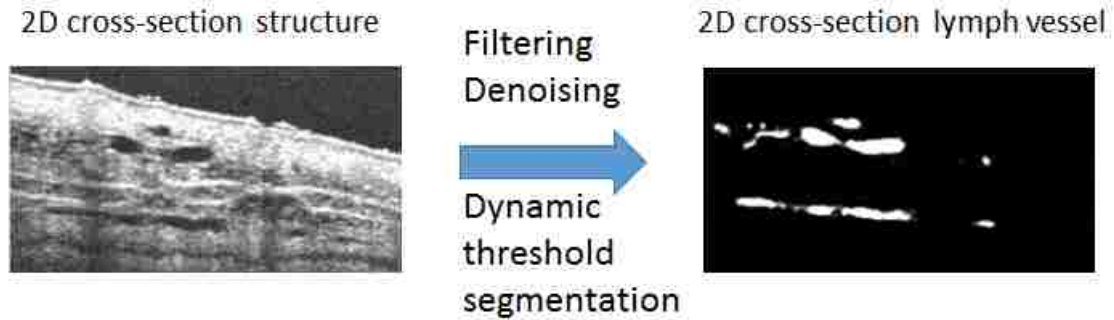 2D cross-section structure
Filtering
Denoising
Dynamic
threshold
segmentation
2D cross-section lymph vessel